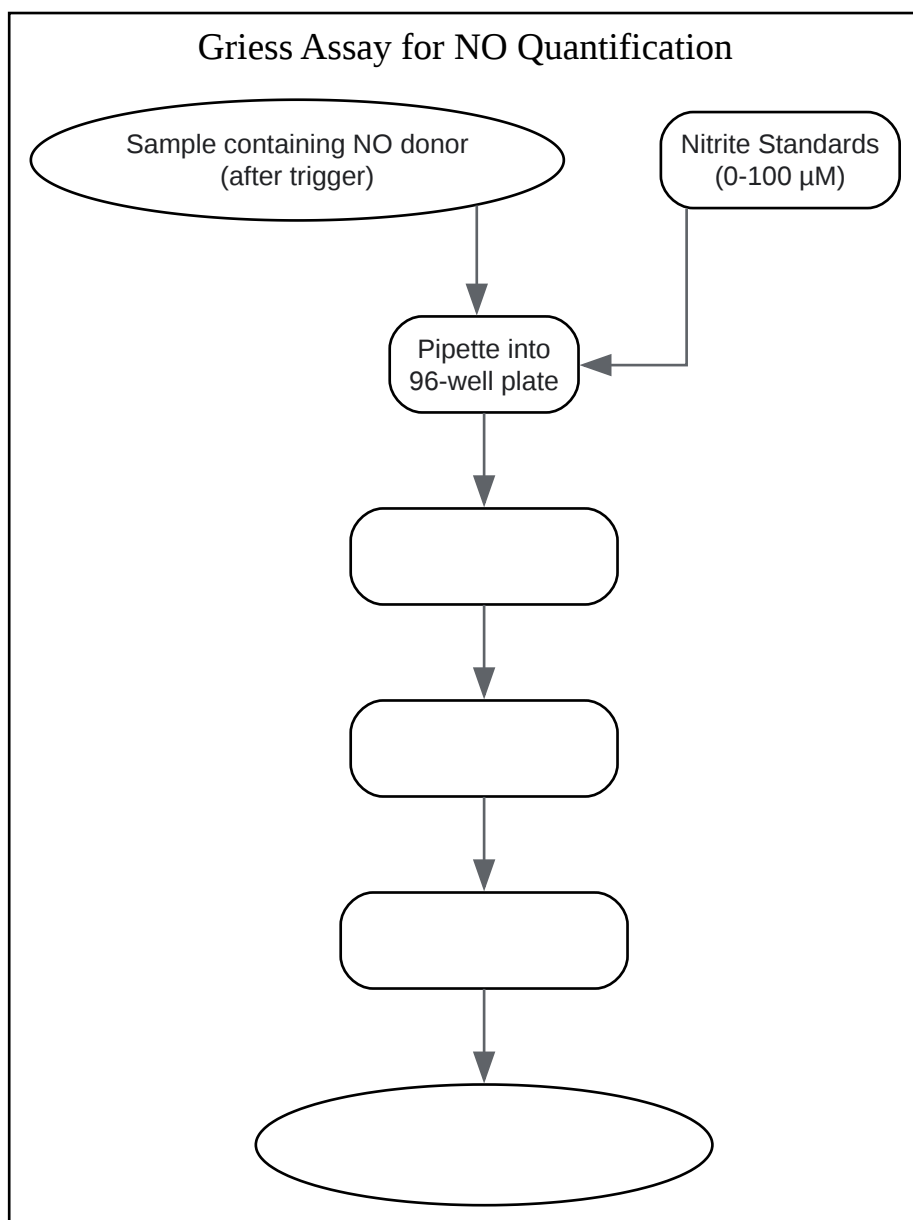 Griess Assay for NO Quantification
Sample containing NO donor
(after trigger)
Nitrite Standards
(0-100 µM)
Pipette into
96-well plate